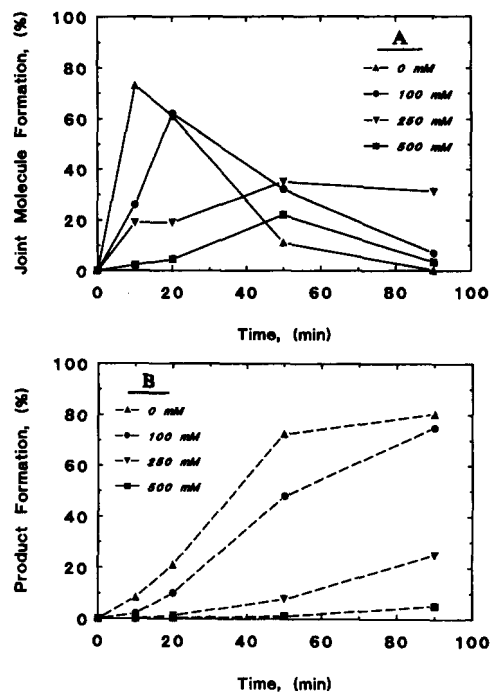 A
0 mM
100 mM
250 mM
500 mM
Joint Molecule Formation, (%)
100
80
60
40
20
0
0 20 40 60 80 100
Time, (min)
B
0 mM
100 mM
250 mM
500 mM
Product Formation, (%)
100
80
60
40
20
0
0 20 40 60 80 100
Time, (min)